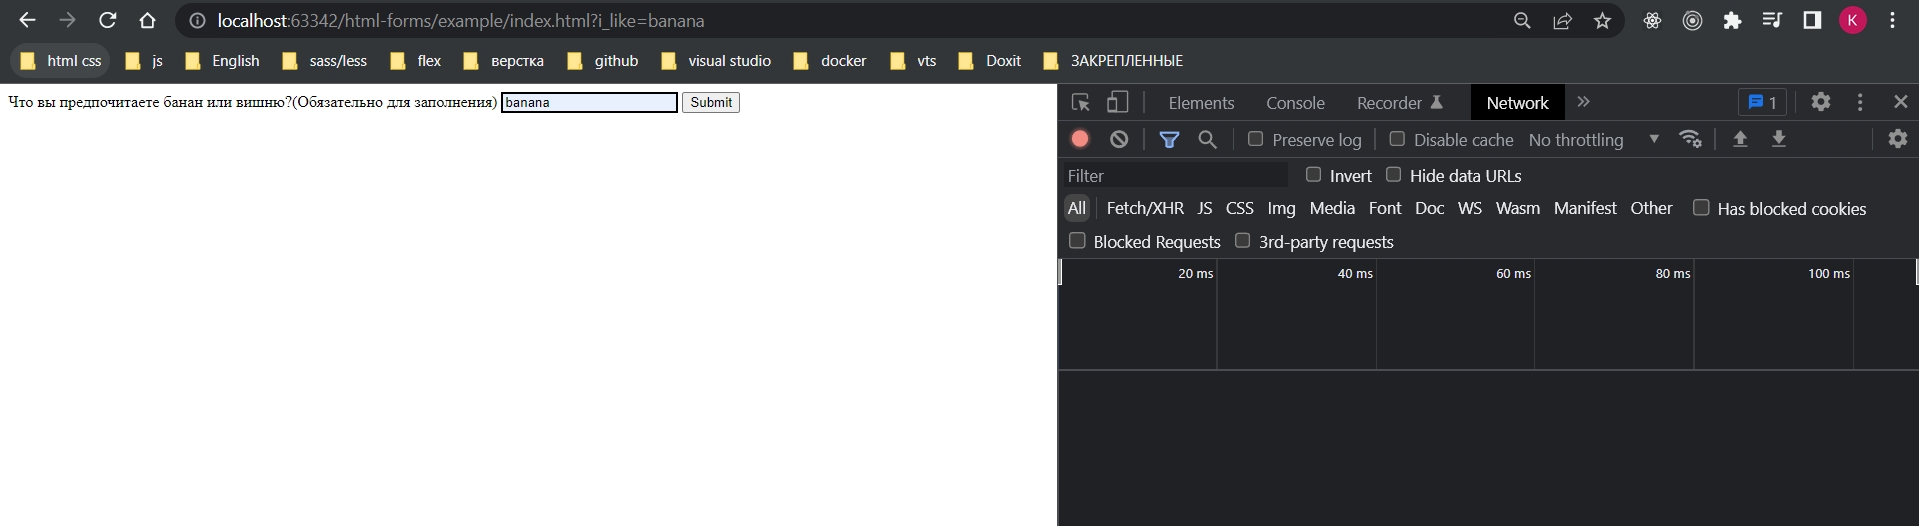 localhost:63342/html-forms/example/index.html?i_like=banana
K
html css js English sass/less flex верстка github visual studio docker vts Doxit ЗАКРЕПЛЕННЫЕ
Что вы предпочитаете банан или вишню?(Обязательно для заполнения) banana Submit
Elements Console Recorder Network 1
Preserve log Disable cache No throttling
Filter Invert Hide data URLs
All Fetch/XHR JS CSS Img Media Font Doc WS Wasm Manifest Other Has blocked cookies
Blocked Requests 3rd-party requests
20 ms 40 ms 60 ms 80 ms 100 ms